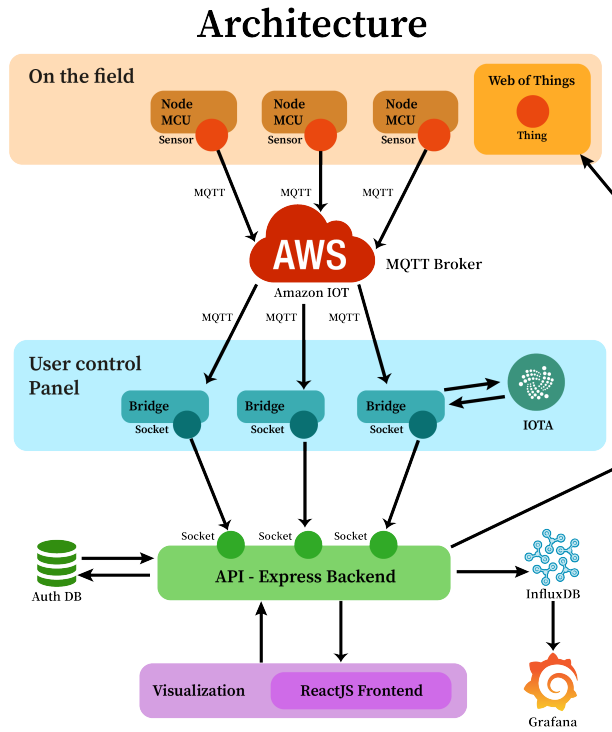 Architecture
On the field
Node
MCU
Sensor
Node
MCU
Sensor
Node
MCU
Sensor
Web of Things
Thing
MQTT
MQTT
MQTT
AWS
MQTT Broker
Amazon IOT
MQTT
MQTT
MQTT
User control
Panel
Bridge
Socket
Bridge
Socket
Bridge
Socket
IOTA
Socket
Socket
Socket
API - Express Backend
Auth DB
InfluxDB
Visualization
ReactJS Frontend
Grafana